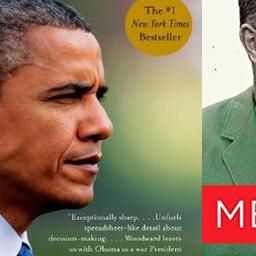 The #1
New York Times
Bestseller
"Exceptionally sharp. . . . Unfurls
spreadsheet-like detail about
decision-making. . . . Woodward leaves
us with Obama as a war President
ME